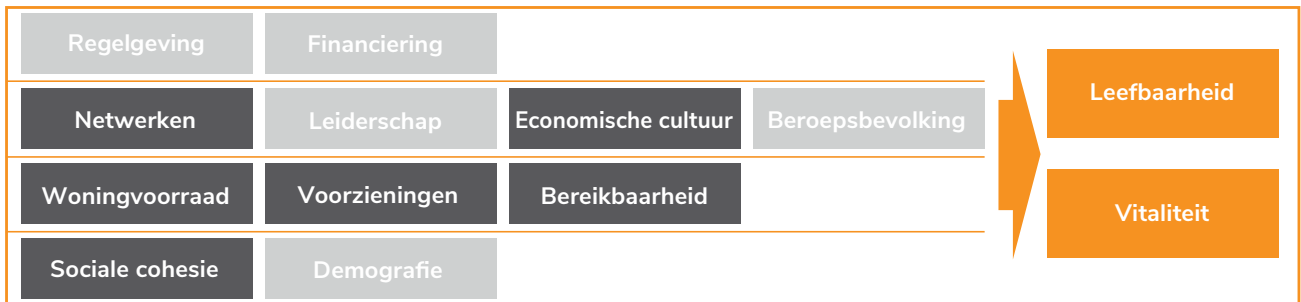 Regelgeving Financiering
Netwerken Leiderschap Economische cultuur Beroepsbevolking
Woningvoorraad Voorzieningen Bereikbaarheid
Sociale cohesie Demografie
Leefbaarheid
Vitaliteit